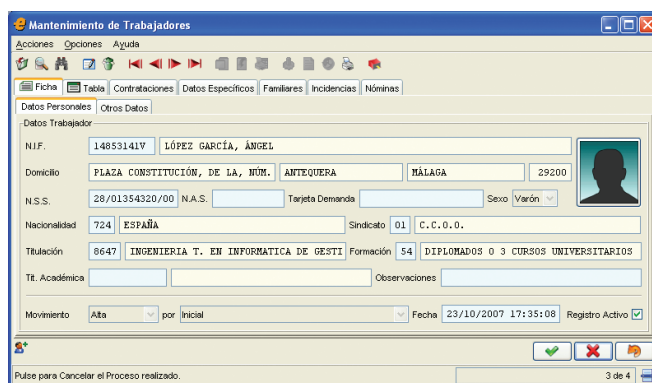 Mantenimiento de Trabajadores
Acciones Opciones Ayuda
Ficha Tabla Contrataciones Datos Específicos Familiares Incidencias Nóminas
Datos Personales Otros Datos
Datos Trabajador
N.I.F. 14853141V LÓPEZ GARCÍA, ÁNGEL
Domicilio PLAZA CONSTITUCIÓN, DE LA, NÚM. ANTEQUERA MÁLAGA 29200
N.S.S. 28/01354320/00 N.A.S. Tarjeta Demanda Sexo Varón
Nacionalidad 724 ESPAÑA Sindicato 01 C.C.O.O.
Titulación 8647 INGENIERIA T. EN INFORMATICA DE GESTI Formación 54 DIPLOMADOS O 3 CURSOS UNIVERSITARIOS
Tit. Académica Observaciones
Movimiento Alta por Inicial Fecha 23/10/2007 17:35:08 Registro Activo
Pulse para Cancelar el Proceso realizado. 3 de 4